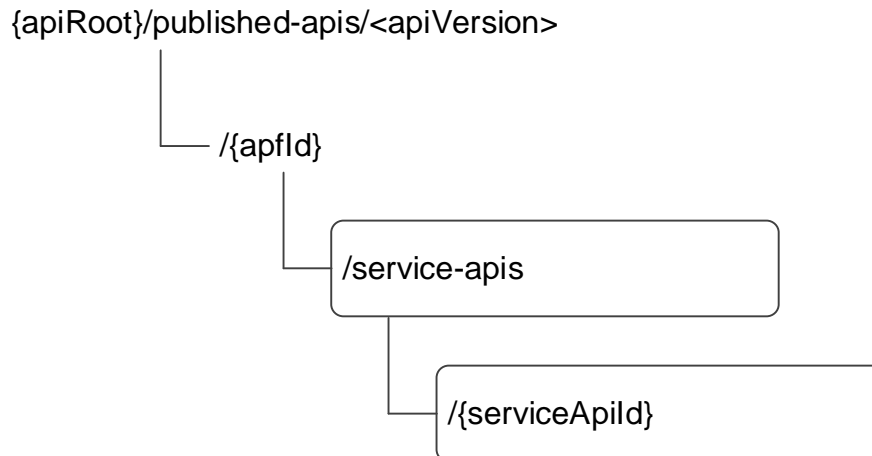 {apiRoot}/published-apis/<apiVersion>
/{apfId}
/service-apis
/{serviceApiId}